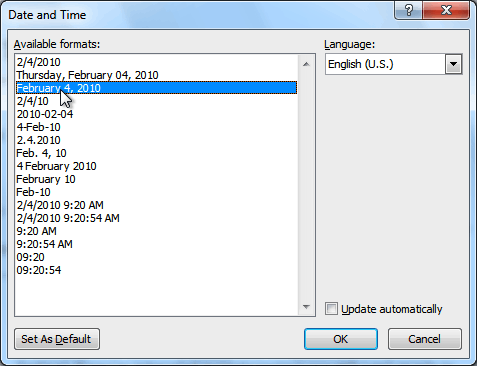 Date and Time
Available formats:
Language:
2/4/2010
English (U.S.)
Thursday, February 04, 2010
February 4, 2010
2/4/10
2010-02-04
4-Feb-10
2.4.2010
Feb. 4, 10
4 February 2010
February 10
Feb-10
2/4/2010 9:20 AM
2/4/2010 9:20:54 AM
9:20 AM
9:20:54 AM
09:20
09:20:54
Update automatically
Set As Default
OK
Cancel